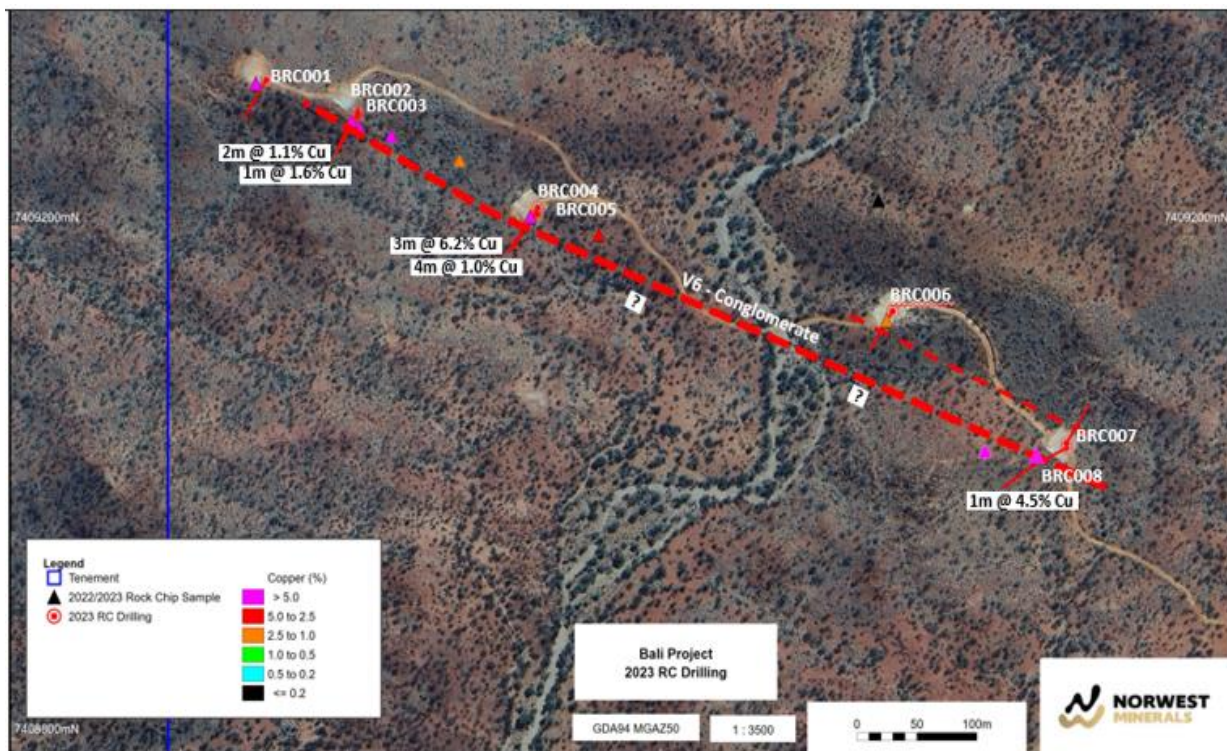 BRC001
BRC002
BRC003
2m @ 1.1% Cu
1m @ 1.6% Cu
BRC004
BRC005
7409200mN
7409200mN
3m @ 6.2% Cu
4m @ 1.0% Cu
V6 - Conglomerate
?
BRC006
?
BRC007
BRC008
1m @ 4.5% Cu
Legend
Tenement
2022/2023 Rock Chip Sample
2023 RC Drilling
Copper (%)
> 5.0
5.0 to 2.5
2.5 to 1.0
1.0 to 0.5
0.5 to 0.2
<= 0.2
Bali Project
2023 RC Drilling
GDA94 MGAZ50
1 : 3500
0 50 100m
NORWEST
MINERALS
7408800mN